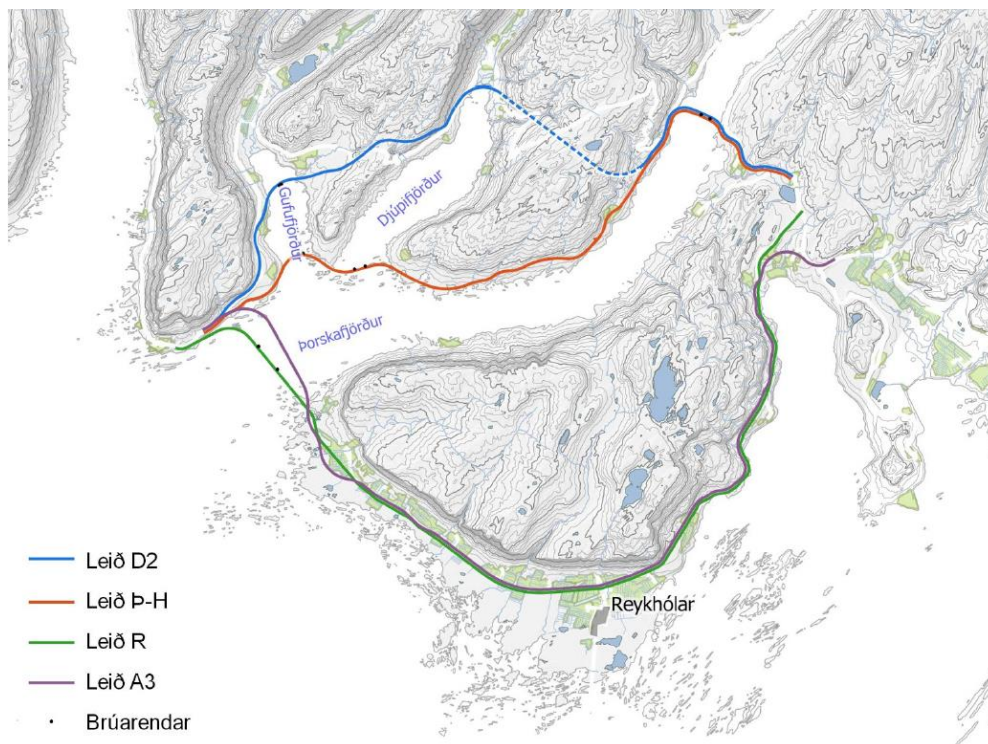 Gufufjörður
Djúpifjörður
Þorskafjörður
Reykhólar
Leið D2
Leið Þ-H
Leið R
Leið A3
Brúarendar